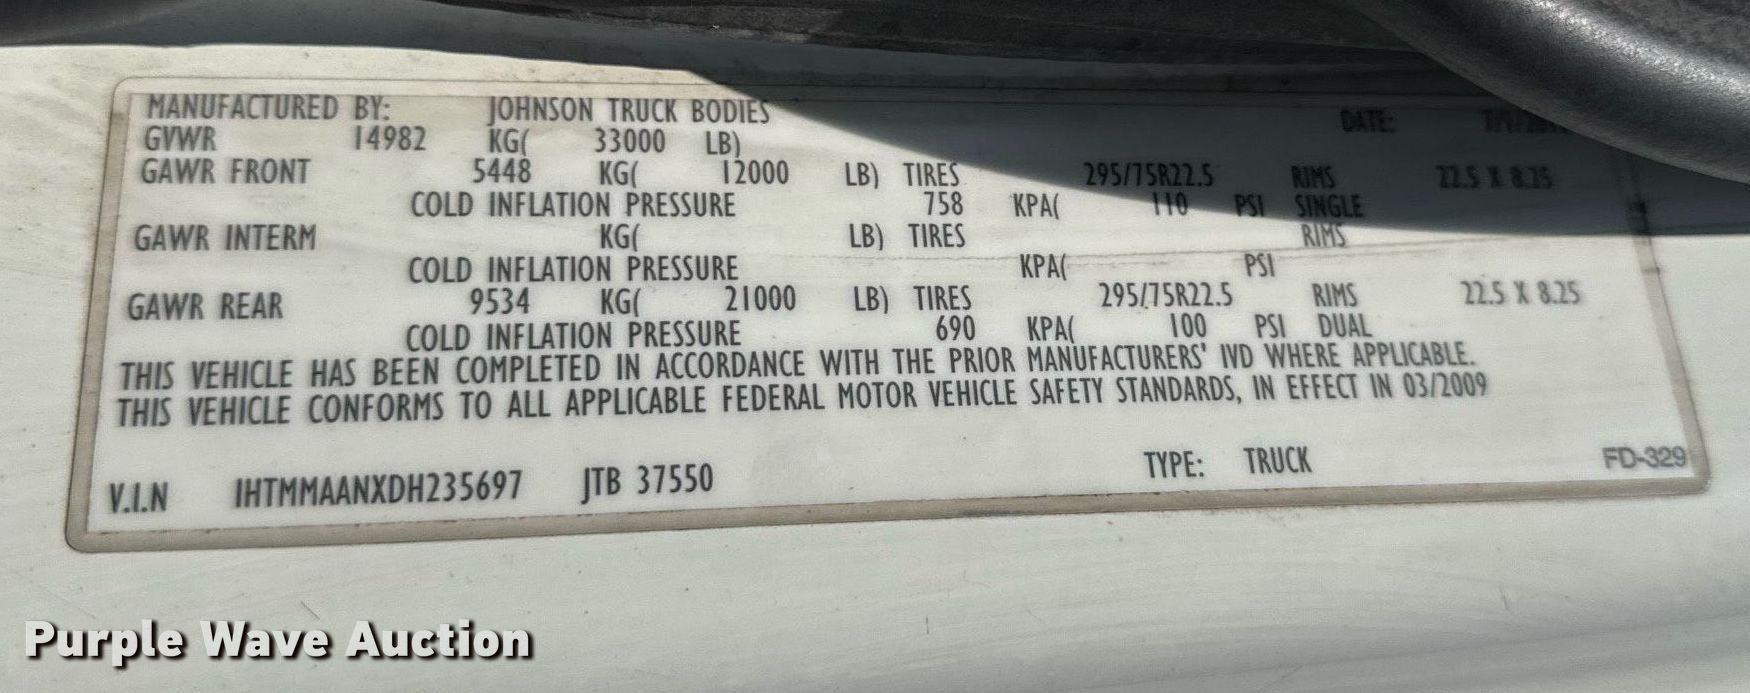 MANUFACTURED BY: JOHNSON TRUCK BODIES DATE:
GVWR 14982 KG( 33000 LB)
GAWR FRONT 5448 KG( 12000 LB) TIRES 295/75R22.5 RIMS 22.5 X 8.25
COLD INFLATION PRESSURE 758 KPA( 110 PSI SINGLE
GAWR INTERM KG( LB) TIRES RIMS
COLD INFLATION PRESSURE KPA( PSI
GAWR REAR 9534 KG( 21000 LB) TIRES 295/75R22.5 RIMS 22.5 X 8.25
COLD INFLATION PRESSURE 690 KPA( 100 PSI DUAL
THIS VEHICLE HAS BEEN COMPLETED IN ACCORDANCE WITH THE PRIOR MANUFACTURERS' IVD WHERE APPLICABLE.
THIS VEHICLE CONFORMS TO ALL APPLICABLE FEDERAL MOTOR VEHICLE SAFETY STANDARDS, IN EFFECT IN 03/2009
V.I.N 1HTMMAANXDH235697 JTB 37550 TYPE: TRUCK FD-329
Purple Wave Auction